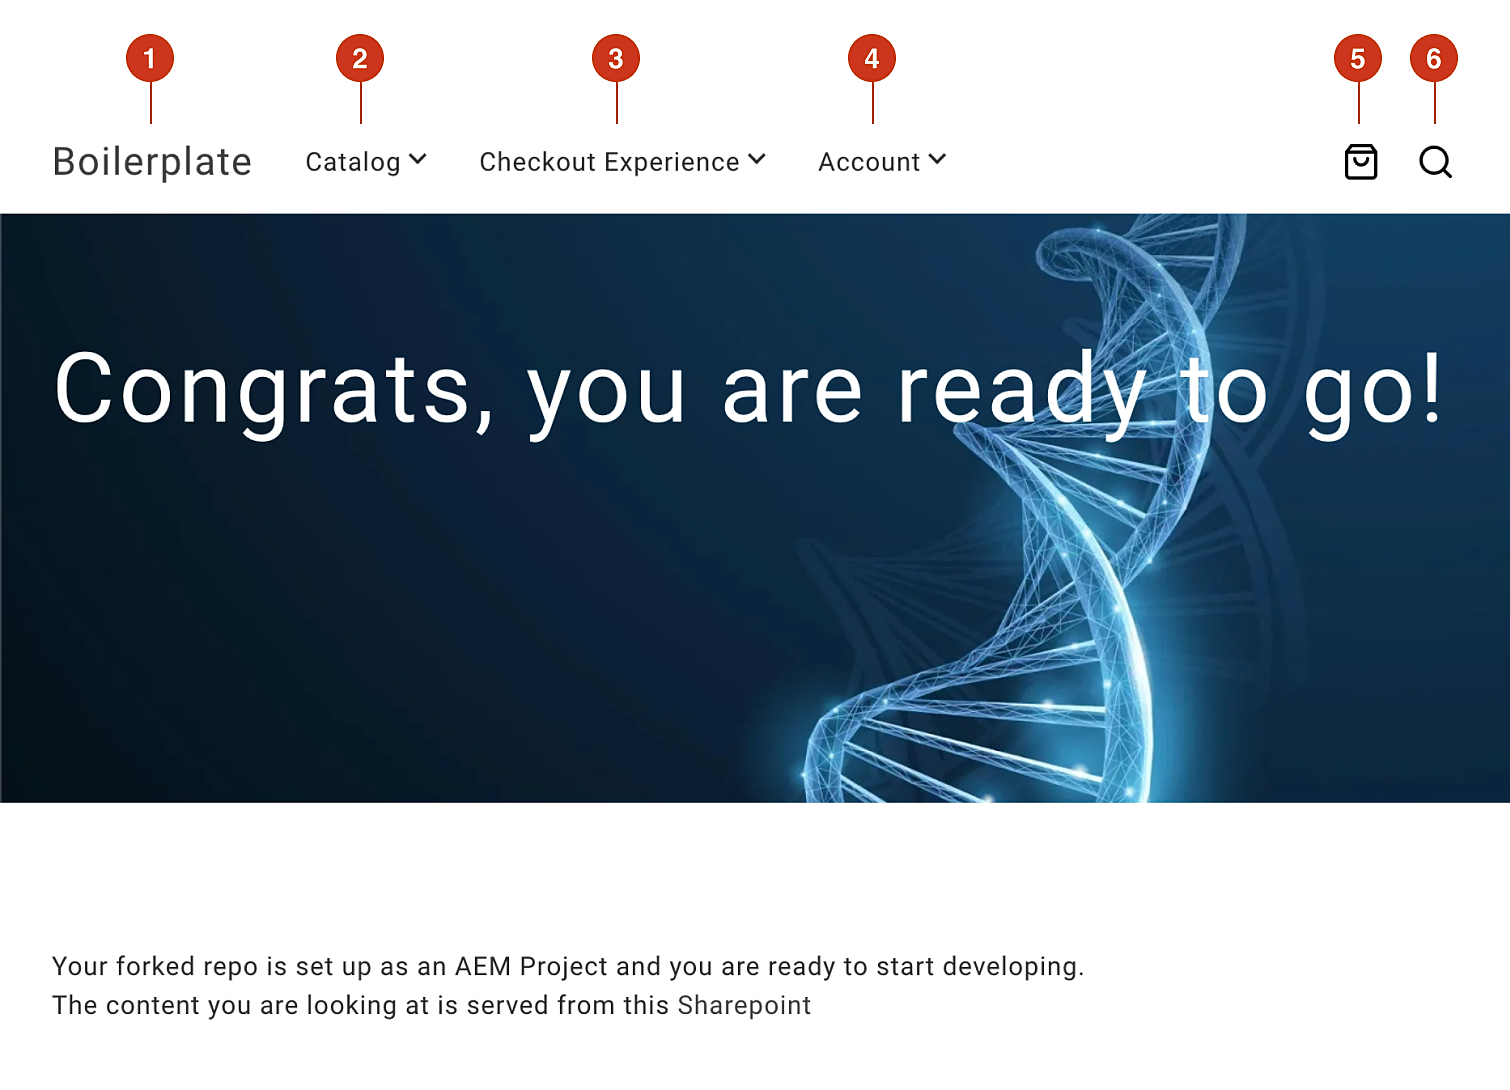 1 2 3 4 5 6
Boilerplate Catalog Checkout Experience Account
Congrats, you are ready to go!
Your forked repo is set up as an AEM Project and you are ready to start developing.
The content you are looking at is served from this Sharepoint